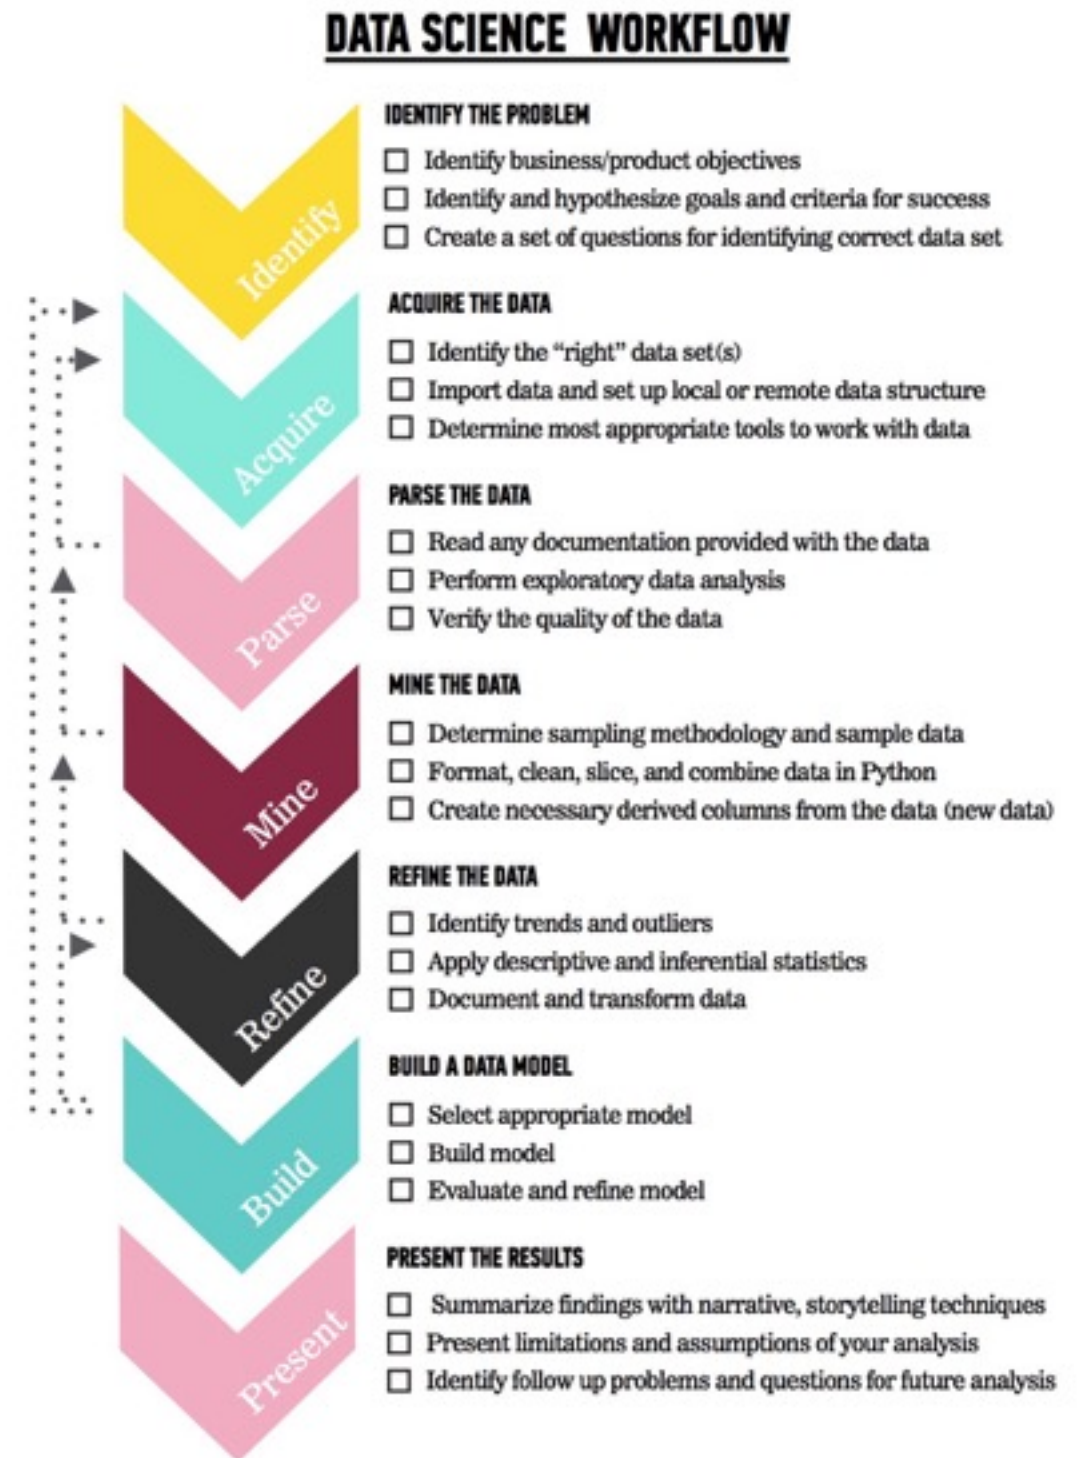 DATA SCIENCE WORKFLOW
Identify
IDENTIFY THE PROBLEM
Identify business/product objectives
Identify and hypothesize goals and criteria for success
Create a set of questions for identifying correct data set
Acquire
ACQUIRE THE DATA
Identify the “right” data set(s)
Import data and set up local or remote data structure
Determine most appropriate tools to work with data
Parse
PARSE THE DATA
Read any documentation provided with the data
Perform exploratory data analysis
Verify the quality of the data
Mine
MINE THE DATA
Determine sampling methodology and sample data
Format, clean, slice, and combine data in Python
Create necessary derived columns from the data (new data)
Refine
REFINE THE DATA
Identify trends and outliers
Apply descriptive and inferential statistics
Document and transform data
Build
BUILD A DATA MODEL
Select appropriate model
Build model
Evaluate and refine model
Present
PRESENT THE RESULTS
Summarize findings with narrative, storytelling techniques
Present limitations and assumptions of your analysis
Identify follow up problems and questions for future analysis